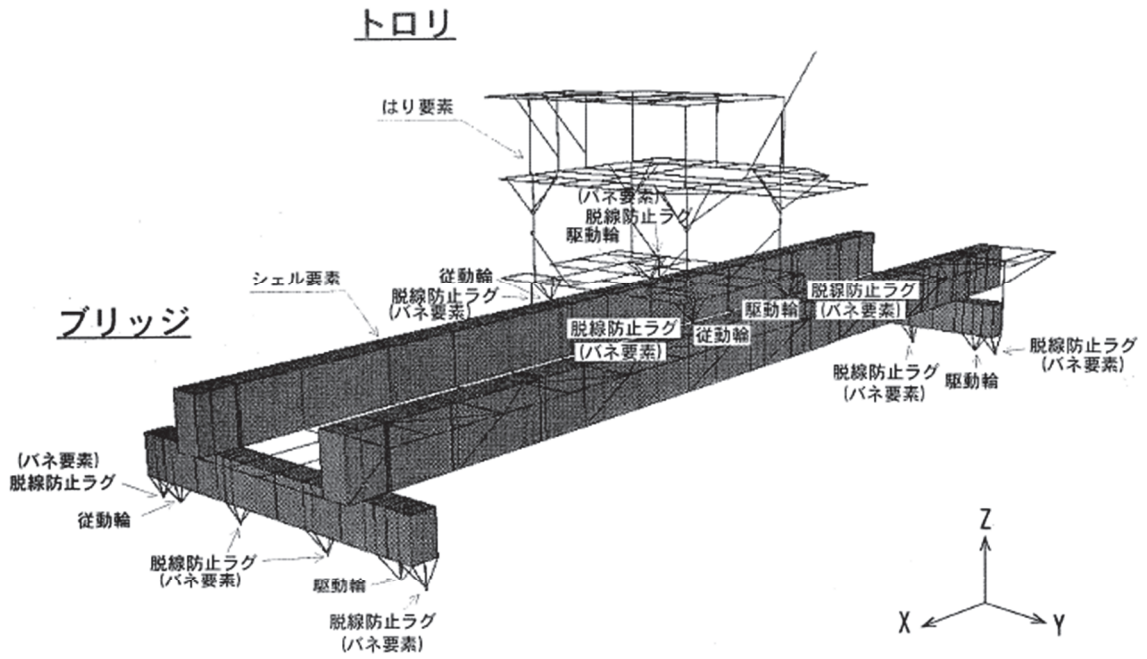 トロリ
はり要素
(バネ要素)
脱線防止ラグ
駆動輪
従動輪
脱線防止ラグ
(バネ要素)
シェル要素
ブリッジ
脱線防止ラグ
(バネ要素)
従動輪
駆動輪
脱線防止ラグ
(バネ要素)
脱線防止ラグ
(バネ要素)
駆動輪
脱線防止ラグ
(バネ要素)
(バネ要素)
脱線防止ラグ
従動輪
脱線防止ラグ
(バネ要素)
駆動輪
脱線防止ラグ
(バネ要素)
Z
X
Y